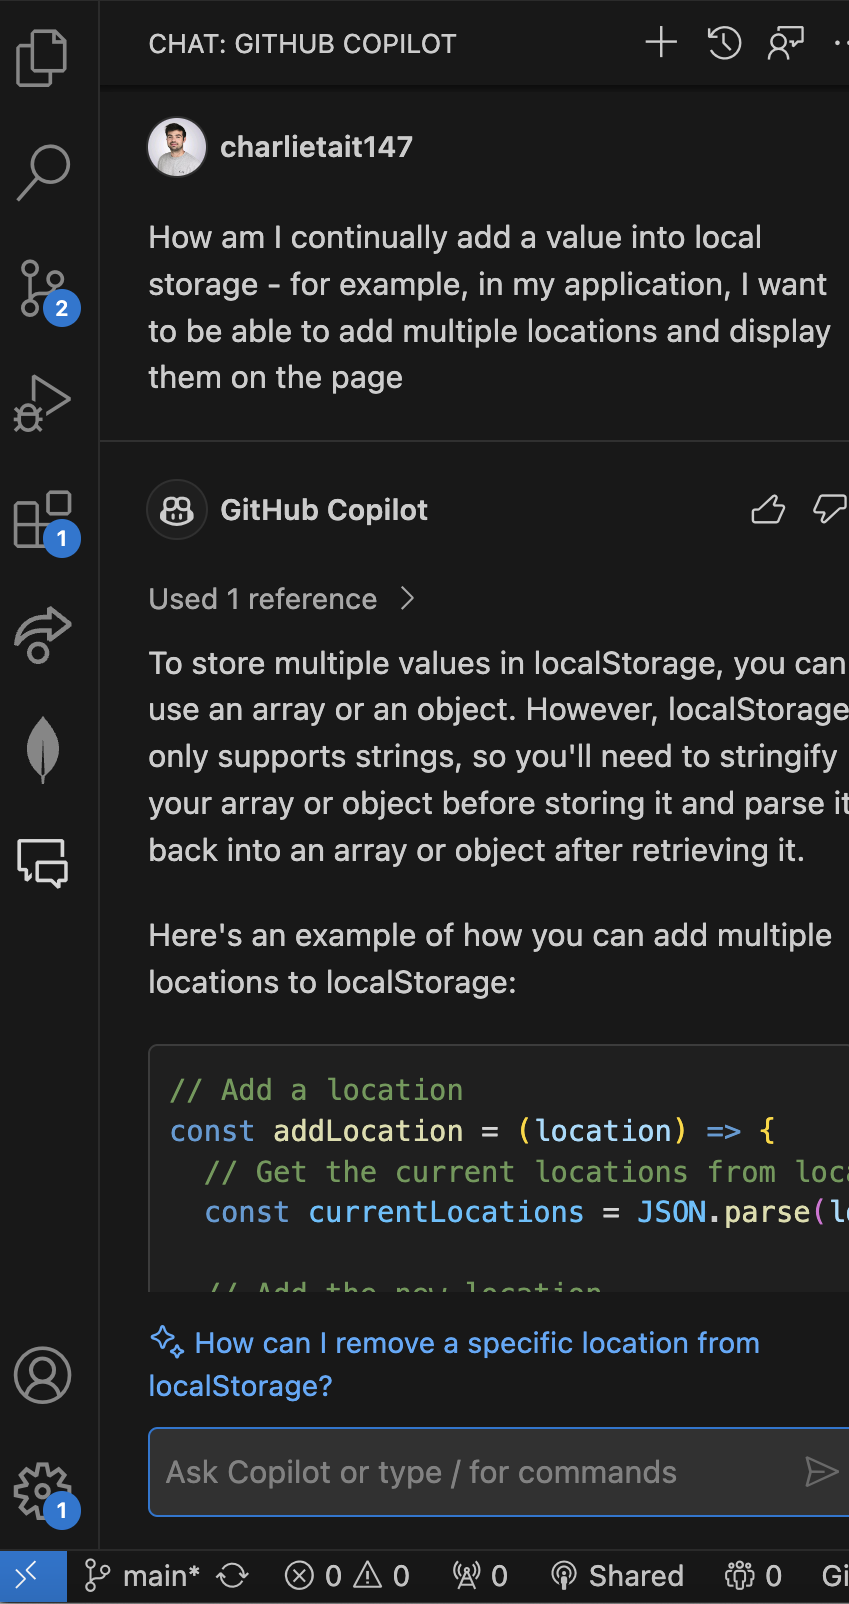 CHAT: GITHUB COPILOT
charlietait147
How am I continually add a value into local
storage - for example, in my application, I want
to be able to add multiple locations and display
them on the page
2
GitHub Copilot
1
Used 1 reference
To store multiple values in localStorage, you can
use an array or an object. However, localStorage
only supports strings, so you'll need to stringify
your array or object before storing it and parse it
back into an array or object after retrieving it.
Here's an example of how you can add multiple
locations to localStorage:
// Add a location
const addLocation = (location) => {
// Get the current locations from loca
const currentLocations = JSON.parse(lo
// Add the new location
How can I remove a specific location from
localStorage?
Ask Copilot or type / for commands
1
main* 0 0 0 Shared 0 Gi